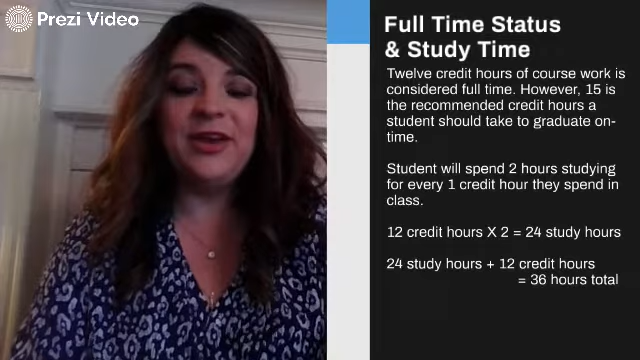 Prezi Video
Full Time Status
& Study Time
Twelve credit hours of course work is
considered full time. However, 15 is
the recommended credit hours a
student should take to graduate on-
time.
Student will spend 2 hours studying
for every 1 credit hour they spend in
class.
12 credit hours X 2 = 24 study hours
24 study hours + 12 credit hours
= 36 hours total